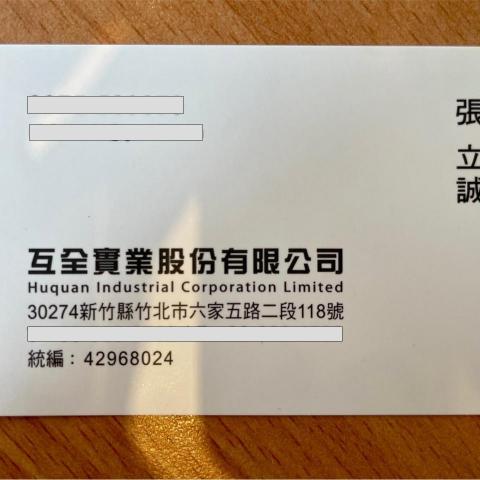 張立誠
互全實業股份有限公司
Huquan Industrial Corporation Limited
30274新竹縣竹北市六家五路二段118號
統編：42968024